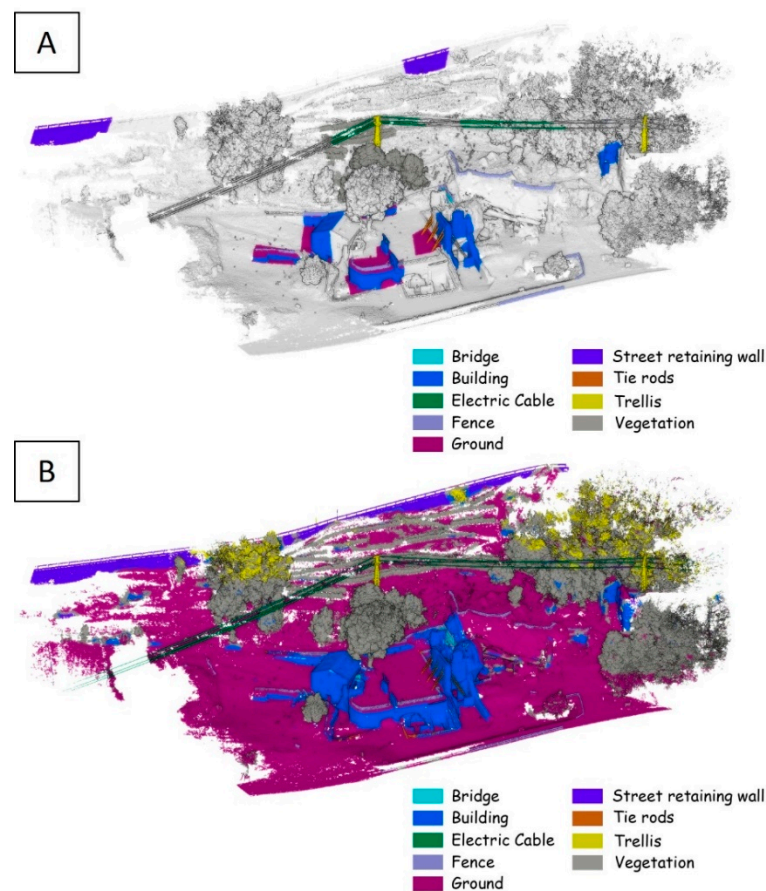 A
Bridge
Building
Electric Cable
Fence
Ground
Street retaining wall
Tie rods
Trellis
Vegetation
B
Bridge
Building
Electric Cable
Fence
Ground
Street retaining wall
Tie rods
Trellis
Vegetation